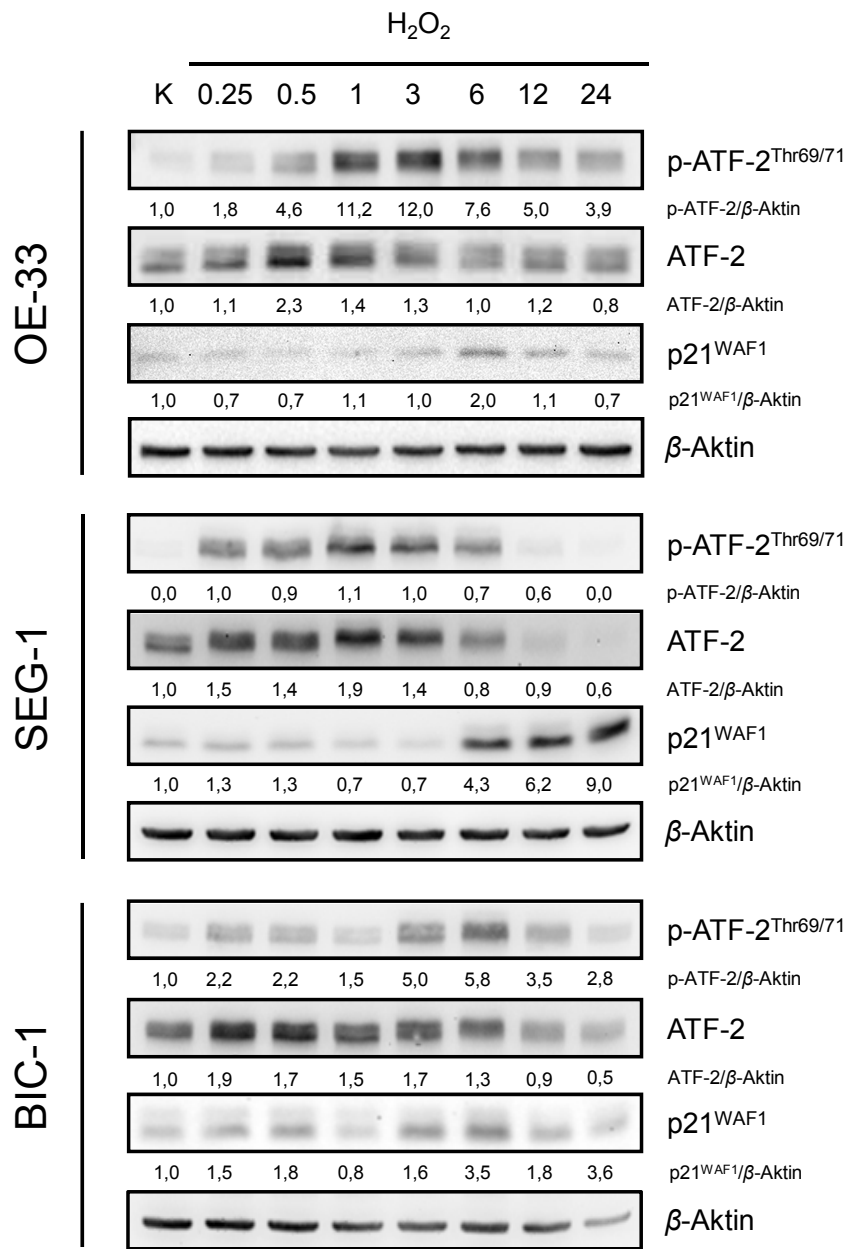 H₂O₂
K 0.25 0.5 1 3 6 12 24
OE-33
p-ATF-2Thr69/71
1,0 1,8 4,6 11,2 12,0 7,6 5,0 3,9 p-ATF-2/β-Aktin
ATF-2
1,0 1,1 2,3 1,4 1,3 1,0 1,2 0,8 ATF-2/β-Aktin
p21WAF1
1,0 0,7 0,7 1,1 1,0 2,0 1,1 0,7 p21WAF1/β-Aktin
β-Aktin
SEG-1
p-ATF-2Thr69/71
0,0 1,0 0,9 1,1 1,0 0,7 0,6 0,0 p-ATF-2/β-Aktin
ATF-2
1,0 1,5 1,4 1,9 1,4 0,8 0,9 0,6 ATF-2/β-Aktin
p21WAF1
1,0 1,3 1,3 0,7 0,7 4,3 6,2 9,0 p21WAF1/β-Aktin
β-Aktin
BIC-1
p-ATF-2Thr69/71
1,0 2,2 2,2 1,5 5,0 5,8 3,5 2,8 p-ATF-2/β-Aktin
ATF-2
1,0 1,9 1,7 1,5 1,7 1,3 0,9 0,5 ATF-2/β-Aktin
p21WAF1
1,0 1,5 1,8 0,8 1,6 3,5 1,8 3,6 p21WAF1/β-Aktin
β-Aktin